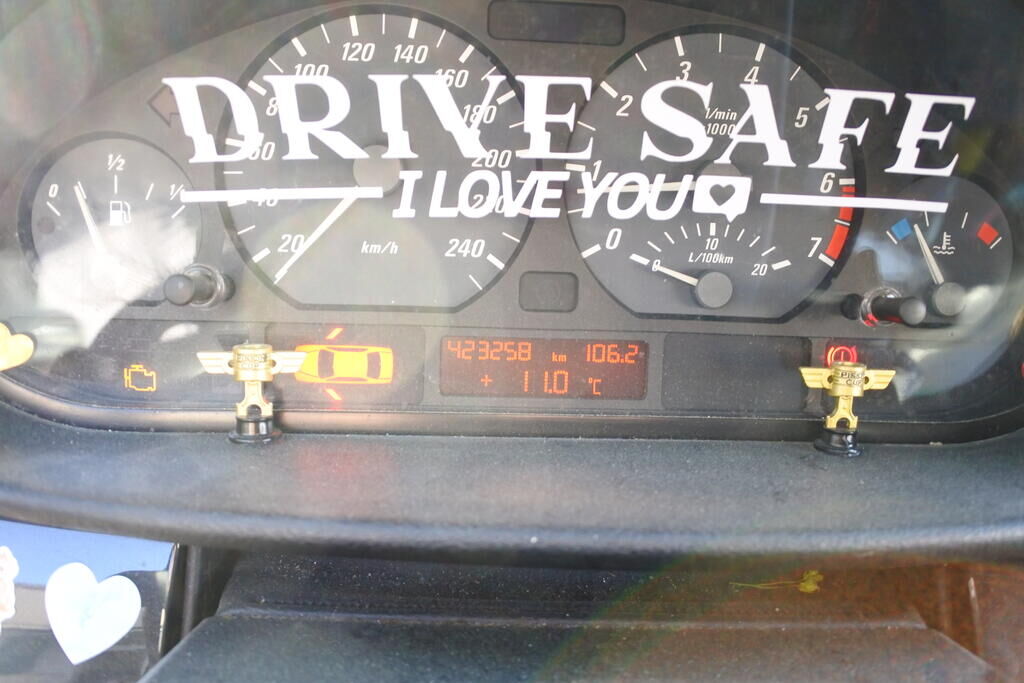 120 140
100 160
80 180
60 200
40 220
20 240
km/h
3 4
2 5
1/min
1000
1 6
0 7
10
0 20
L/100km
0 1/2 1/1
DRIVE SAFE
I LOVE YOU
423258 km 106.2
+ 11.0 °C
PISTON CUP